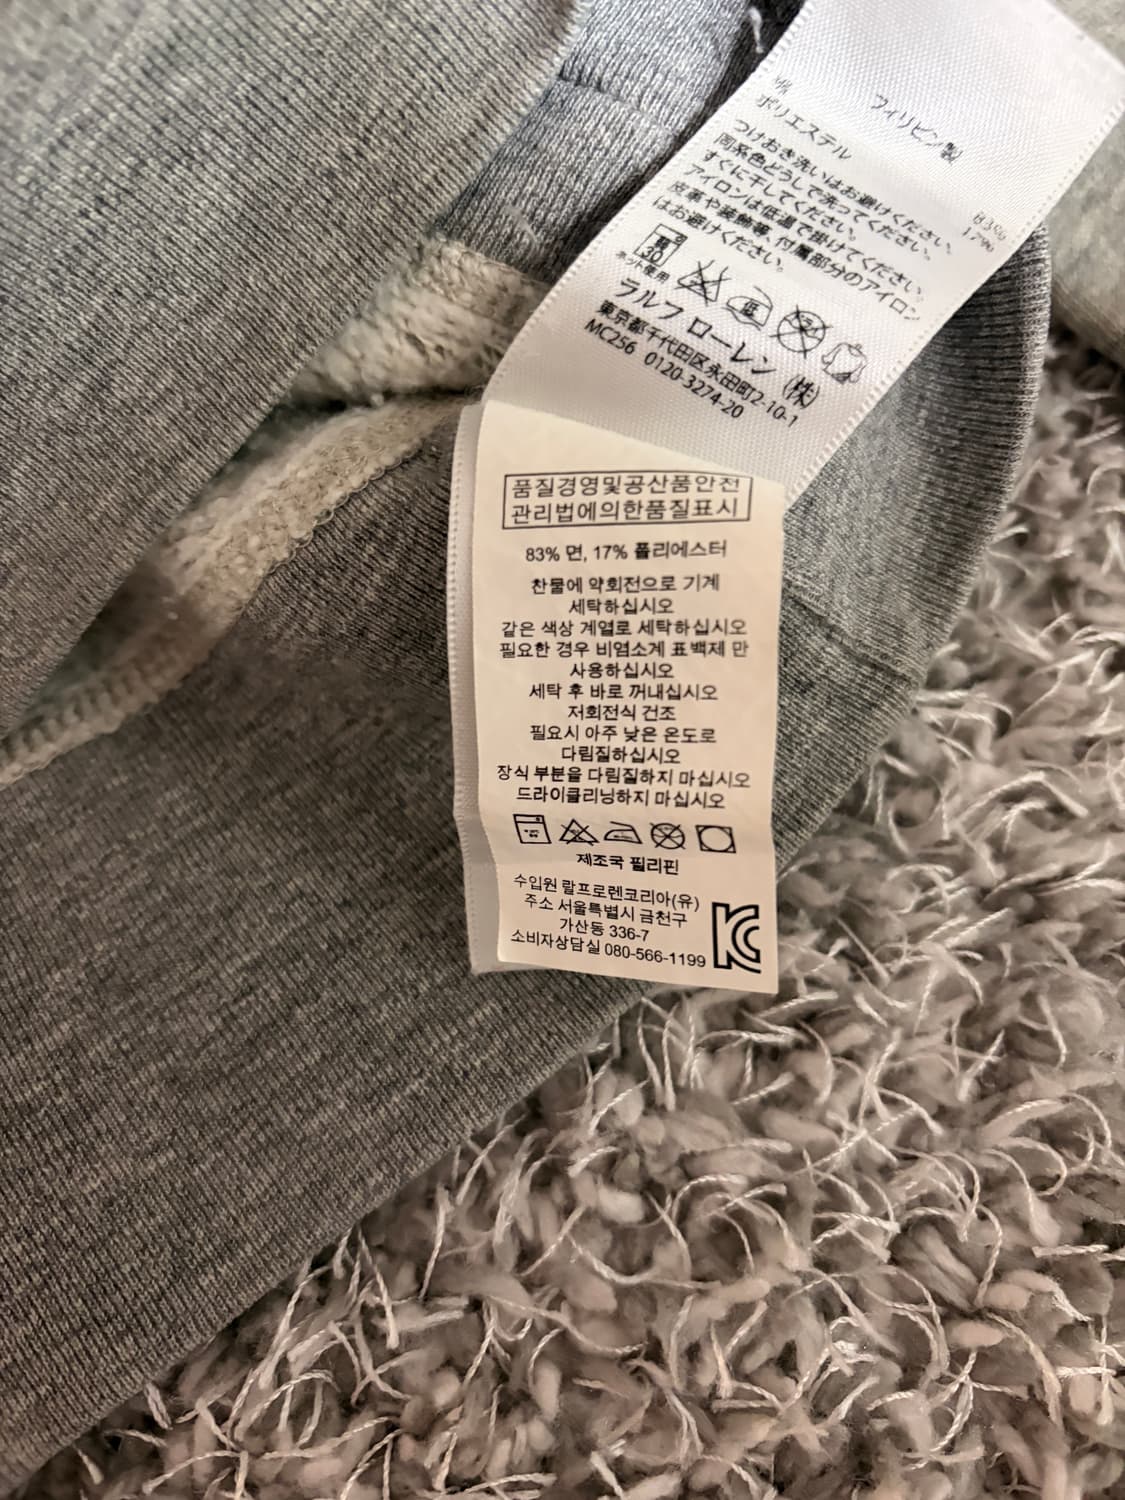 フィリピン製
綿 83%
ポリエステル 17%
つけおき洗いはお避けください。
同系色どうしで洗ってください。
すぐに干してください。
アイロンは低温で掛けてください。
皮革や装飾等、付属部分のアイロン
はお避けください。
30
ネット使用
ラルフ ローレン (株)
東京都千代田区永田町2-10-1
MC256 0120-3274-20
품질경영및공산품안전
관리법에의한품질표시
83% 면, 17% 폴리에스터
찬물에 약회전으로 기계
세탁하십시오
같은 색상 계열로 세탁하십시오
필요한 경우 비염소계 표백제 만
사용하십시오
세탁 후 바로 꺼내십시오
저회전식 건조
필요시 아주 낮은 온도로
다림질하십시오
장식 부분을 다림질하지 마십시오
드라이클리닝하지 마십시오
제조국 필리핀
수입원 랄프로렌코리아(유)
주소 서울특별시 금천구
가산동 336-7
소비자상담실 080-566-1199